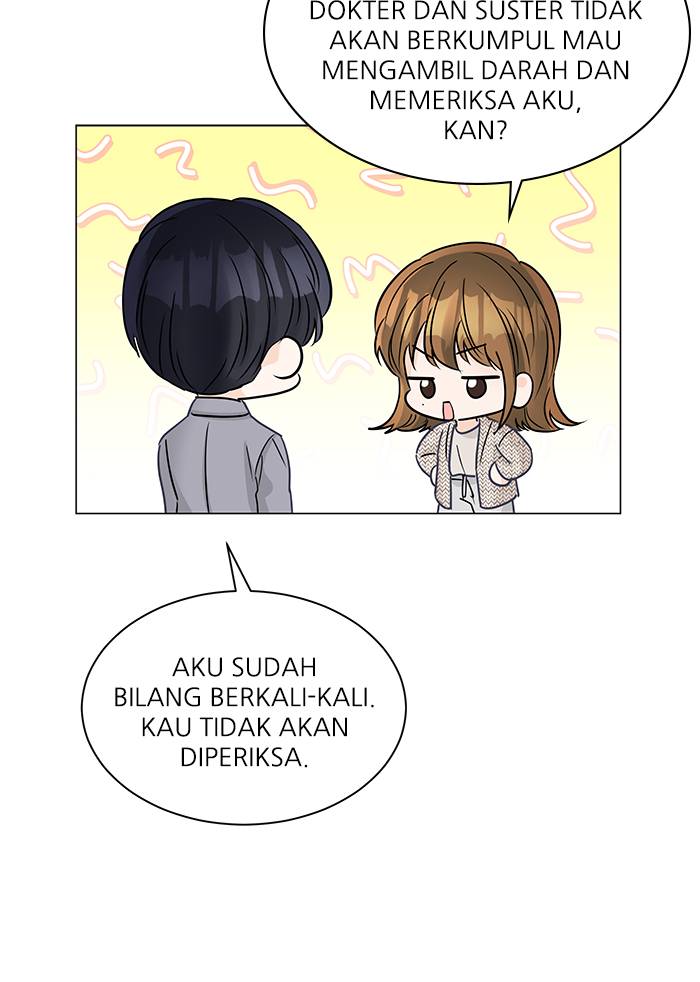 DOKTER DAN SUSTER TIDAK
AKAN BERKUMPUL MAU
MENGAMBIL DARAH DAN
MEMERIKSA AKU,
KAN?
AKU SUDAH
BILANG BERKALI-KALI.
KAU TIDAK AKAN
DIPERIKSA.